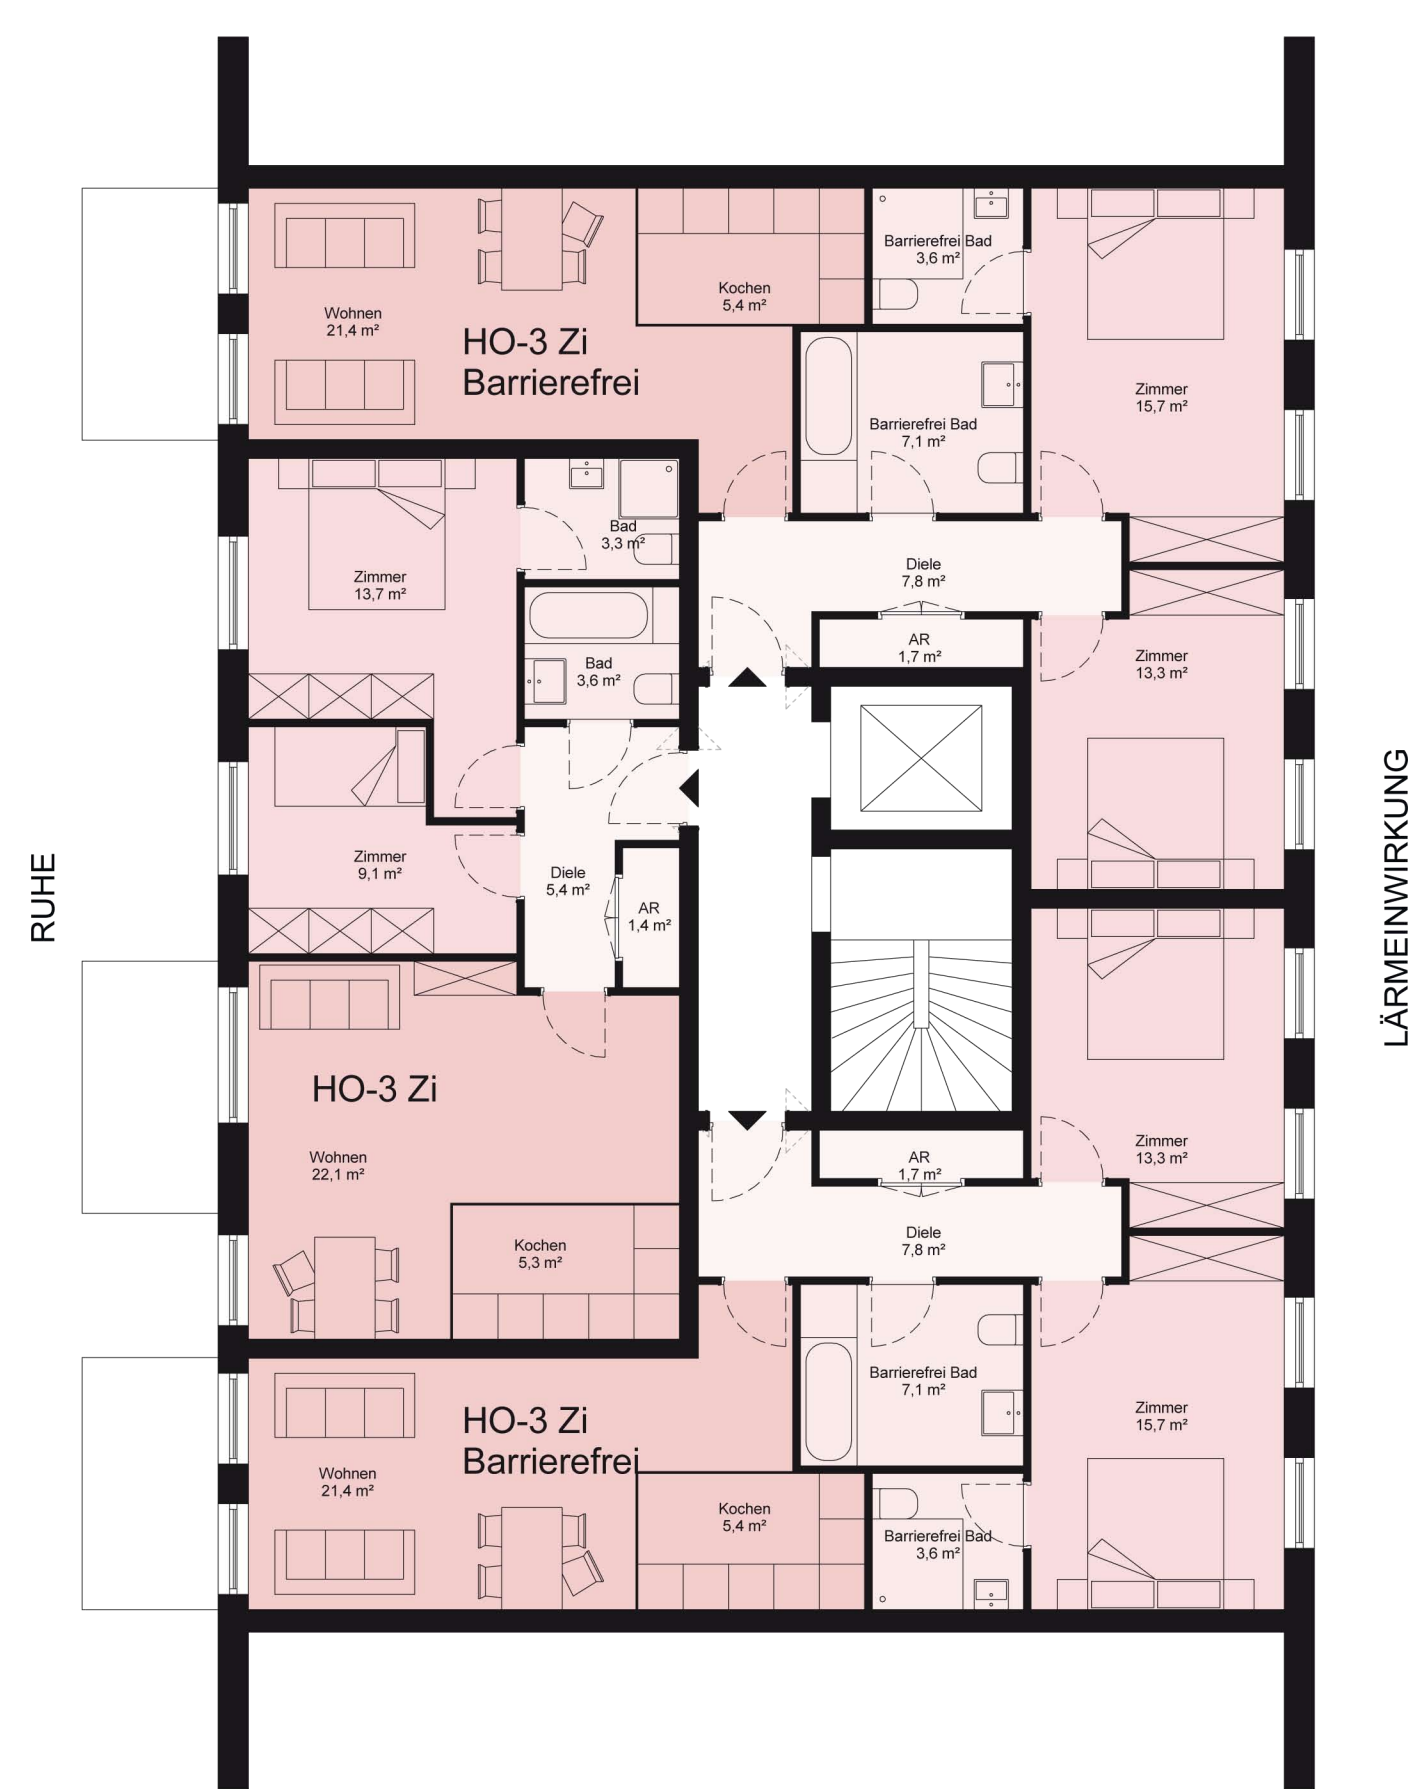 Barrierefrei Bad
3,6 m²
Kochen
5,4 m²
Wohnen
21,4 m²
HO-3 Zi
Barrierefrei
Zimmer
15,7 m²
Barrierefrei Bad
7,1 m²
Bad
3,3 m²
Zimmer
13,7 m²
Diele
7,8 m²
AR
1,7 m²
Zimmer
13,3 m²
Bad
3,6 m²
RUHE
LÄRMEINWIRKUNG
Zimmer
9,1 m²
Diele
5,4 m²
AR
1,4 m²
HO-3 Zi
Wohnen
22,1 m²
AR
1,7 m²
Zimmer
13,3 m²
Kochen
5,3 m²
Diele
7,8 m²
Barrierefrei Bad
7,1 m²
Zimmer
15,7 m²
HO-3 Zi
Barrierefrei
Wohnen
21,4 m²
Kochen
5,4 m²
Barrierefrei Bad
3,6 m²